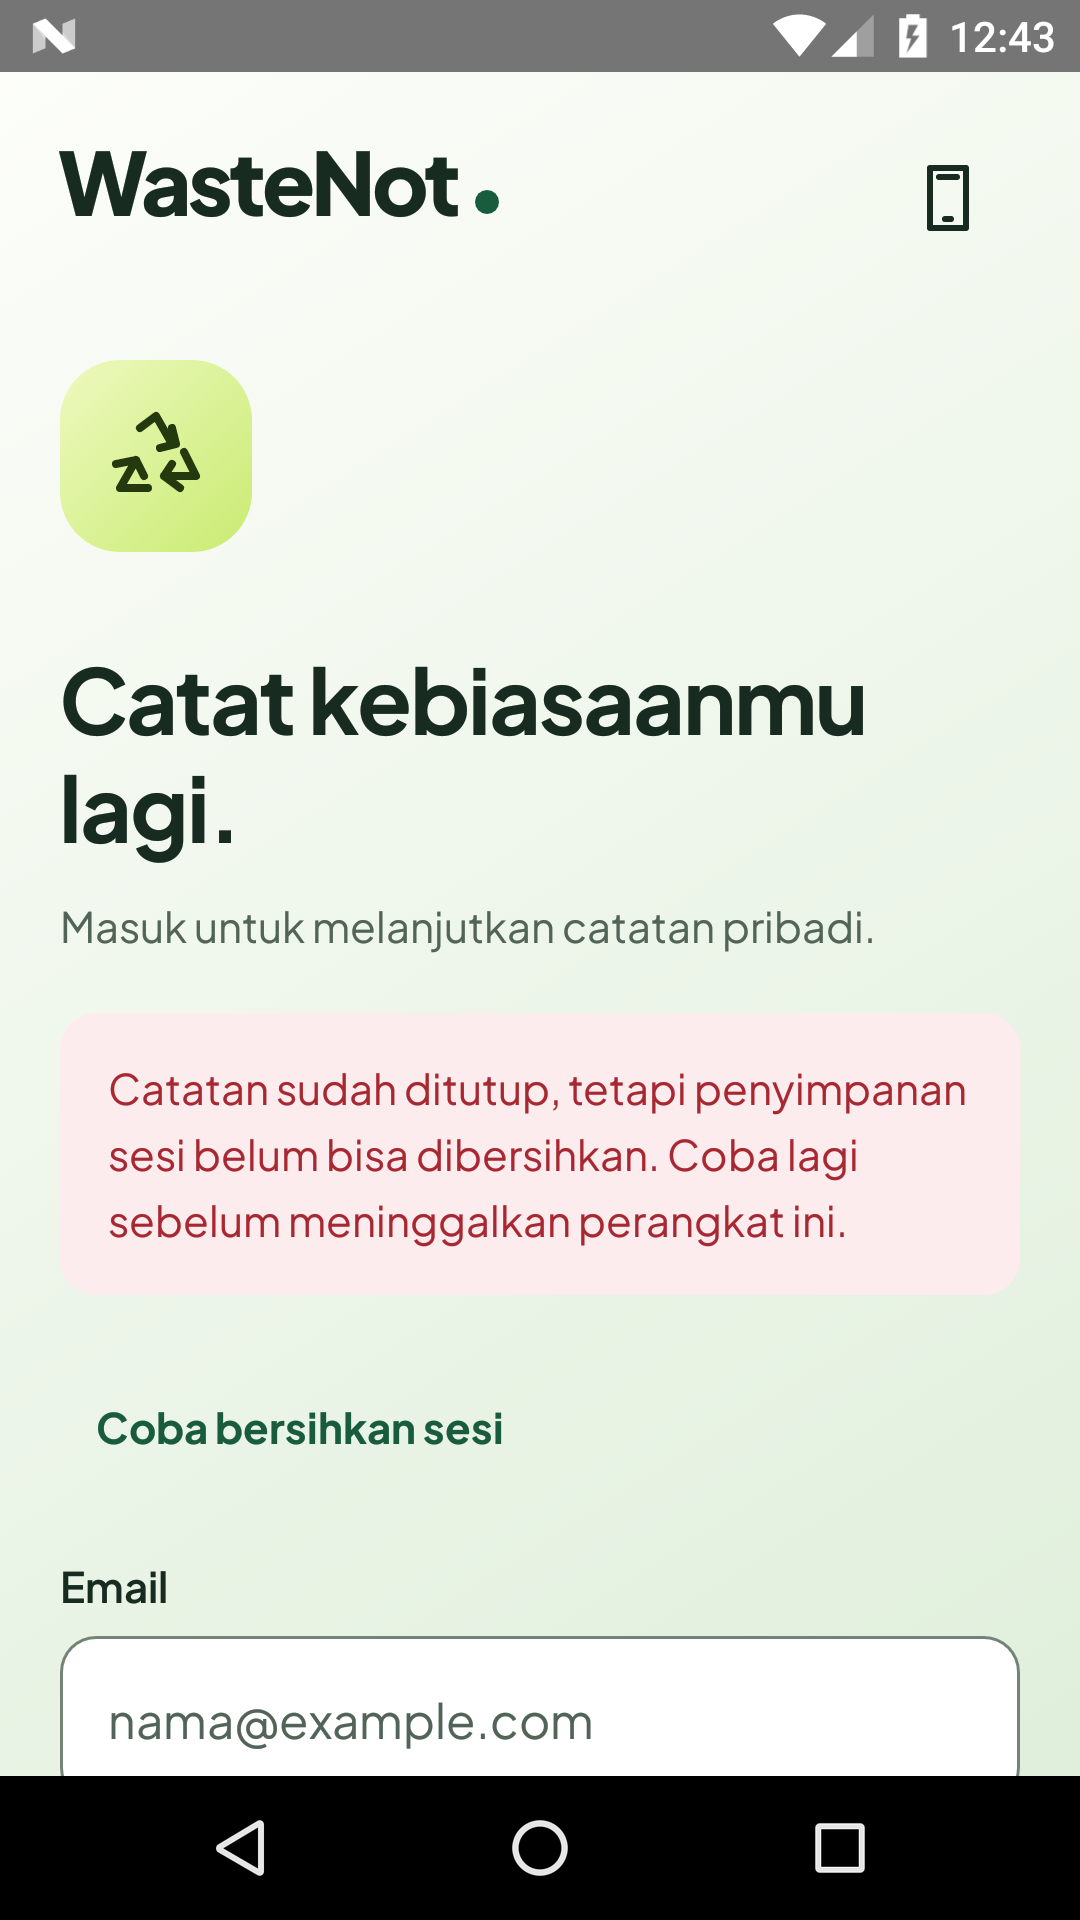 12:43
WasteNot
Catat kebiasaanmu
lagi.
Masuk untuk melanjutkan catatan pribadi.
Catatan sudah ditutup, tetapi penyimpanan
sesi belum bisa dibersihkan. Coba lagi
sebelum meninggalkan perangkat ini.
Coba bersihkan sesi
Email
nama@example.com